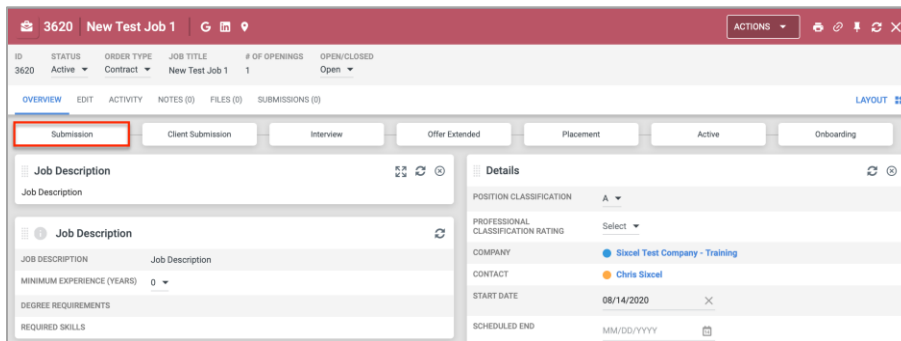 3620 New Test Job 1 G in ACTIONS
ID STATUS ORDER TYPE JOB TITLE # OF OPENINGS OPEN/CLOSED
3620 Active Contract New Test Job 1 1 Open
OVERVIEW EDIT ACTIVITY NOTES (0) FILES (0) SUBMISSIONS (0) LAYOUT
Submission Client Submission Interview Offer Extended Placement Active Onboarding
Job Description
Job Description
Job Description
JOB DESCRIPTION Job Description
MINIMUM EXPERIENCE (YEARS) 0
DEGREE REQUIREMENTS
REQUIRED SKILLS
Details
POSITION CLASSIFICATION A
PROFESSIONAL
CLASSIFICATION RATING Select
COMPANY Sixcel Test Company - Training
CONTACT Chris Sixcel
START DATE 08/14/2020
SCHEDULED END MM/DD/YYYY